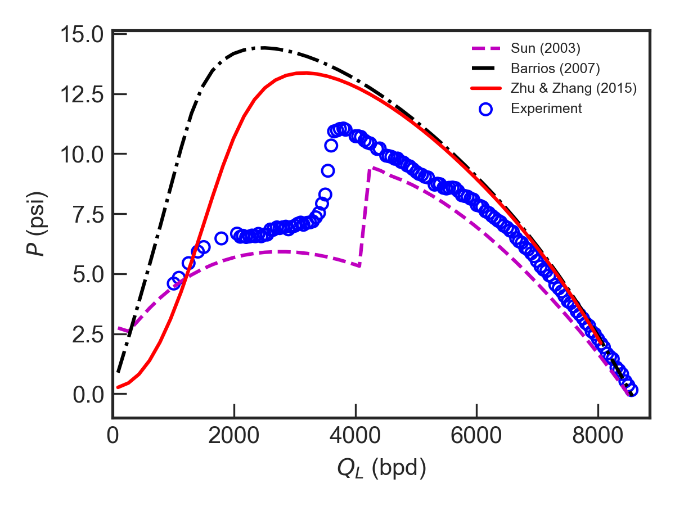 15.0
12.5
10.0
7.5
5.0
2.5
0.0
P (psi)
0 2000 4000 6000 8000
Q_L (bpd)
Sun (2003)
Barrios (2007)
Zhu & Zhang (2015)
Experiment